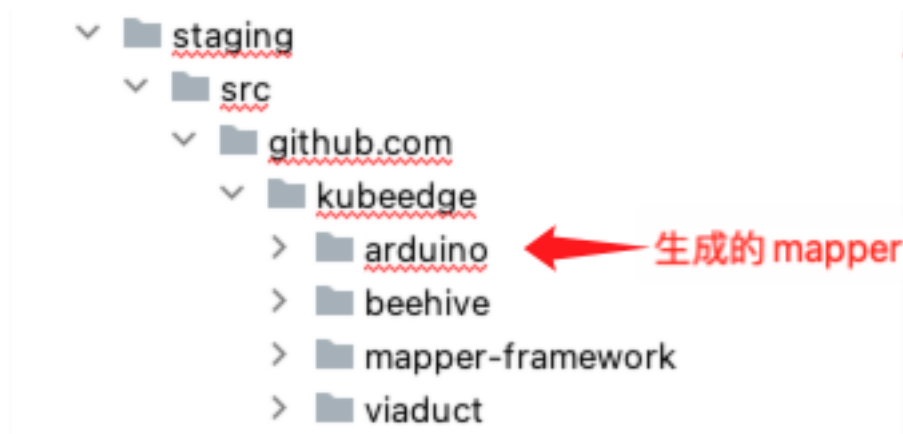 staging
src
github.com
kubeedge
arduino 生成的 mapper
beehive
mapper-framework
viaduct